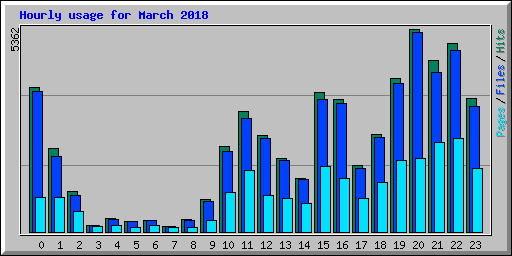 Hourly usage for March 2018
5362
Pages / Files / Hits
0 1 2 3 4 5 6 7 8 9 10 11 12 13 14 15 16 17 18 19 20 21 22 23